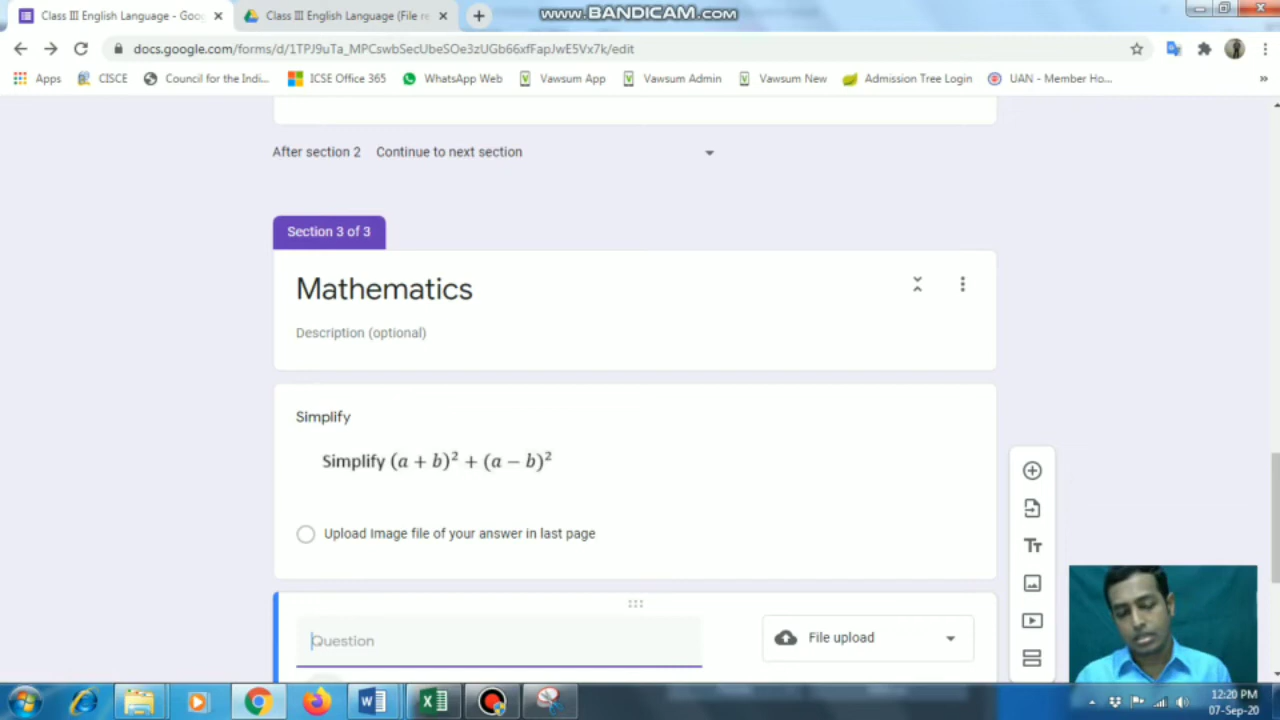 Class III English Language - Goog
Class III English Language (File re
www.BANDICAM.com
docs.google.com/forms/d/1TPJ9uTa_MPCswbSecUbeSOe3zUGb66xfFapJwE5Vx7k/edit
Apps
CISCE
Council for the Indi...
ICSE Office 365
WhatsApp Web
Vawsum App
Vawsum Admin
Vawsum New
Admission Tree Login
UAN - Member Ho...
After section 2 Continue to next section
Section 3 of 3
Mathematics
Description (optional)
Simplify
Simplify (a + b)² + (a − b)²
Upload Image file of your answer in last page
Question
File upload
12:20 PM
07-Sep-20